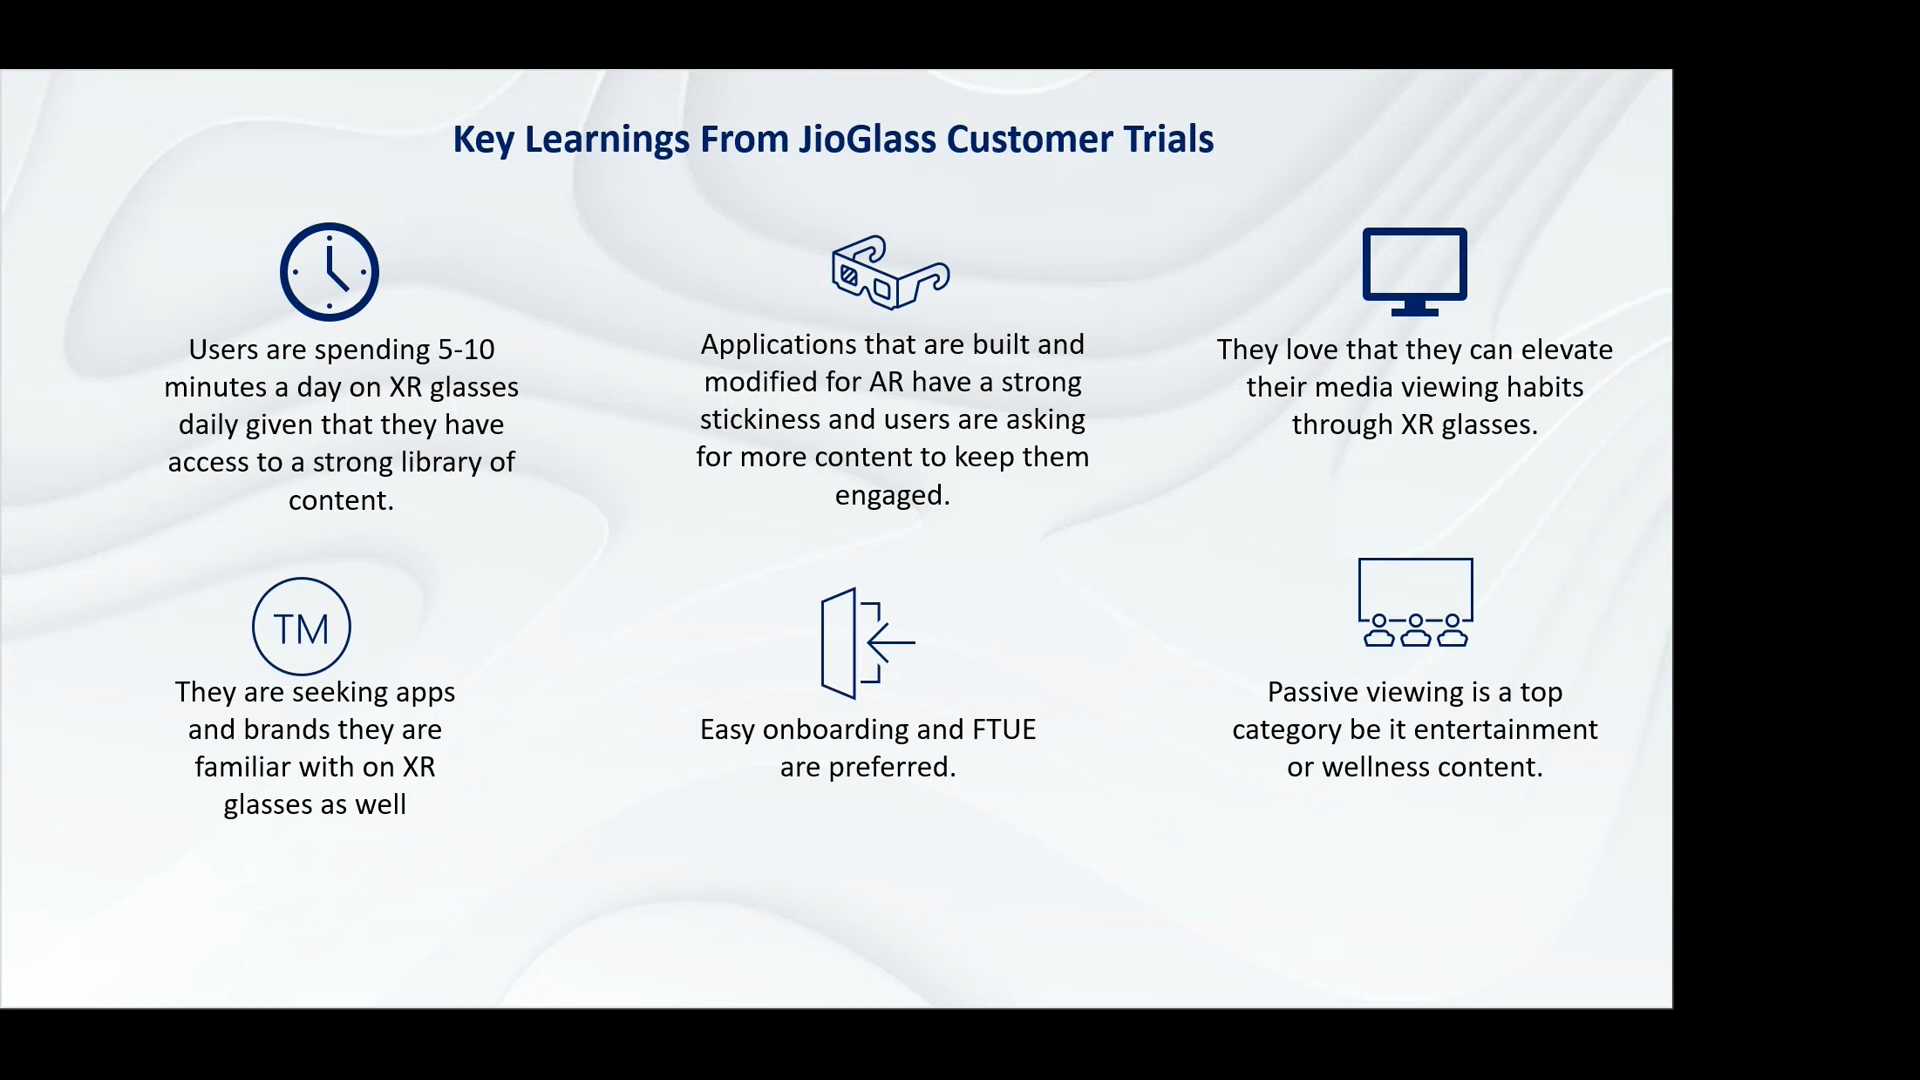 Key Learnings From JioGlass Customer Trials
Users are spending 5-10
minutes a day on XR glasses
daily given that they have
access to a strong library of
content.
Applications that are built and
modified for AR have a strong
stickiness and users are asking
for more content to keep them
engaged.
They love that they can elevate
their media viewing habits
through XR glasses.
TM
They are seeking apps
and brands they are
familiar with on XR
glasses as well
Easy onboarding and FTUE
are preferred.
Passive viewing is a top
category be it entertainment
or wellness content.